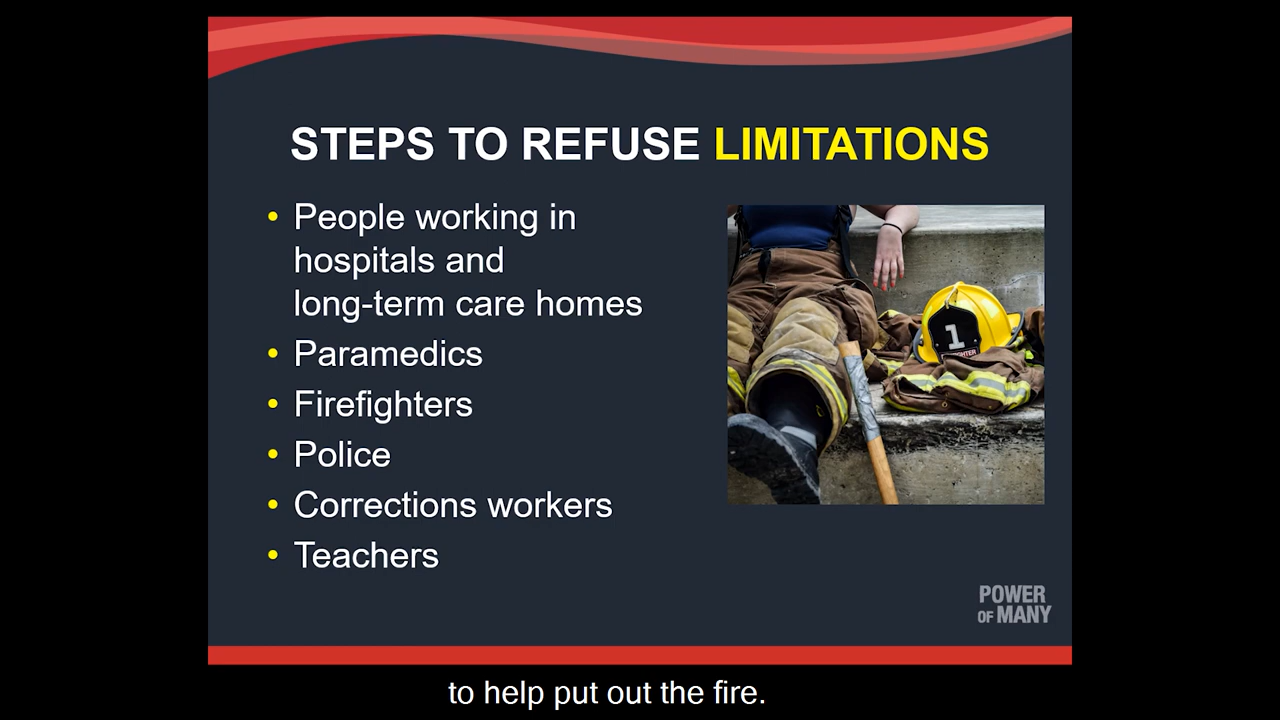 STEPS TO REFUSE LIMITATIONS
• People working in
hospitals and
long-term care homes
• Paramedics
• Firefighters
• Police
• Corrections workers
• Teachers
1
POWER
OF MANY
to help put out the fire.